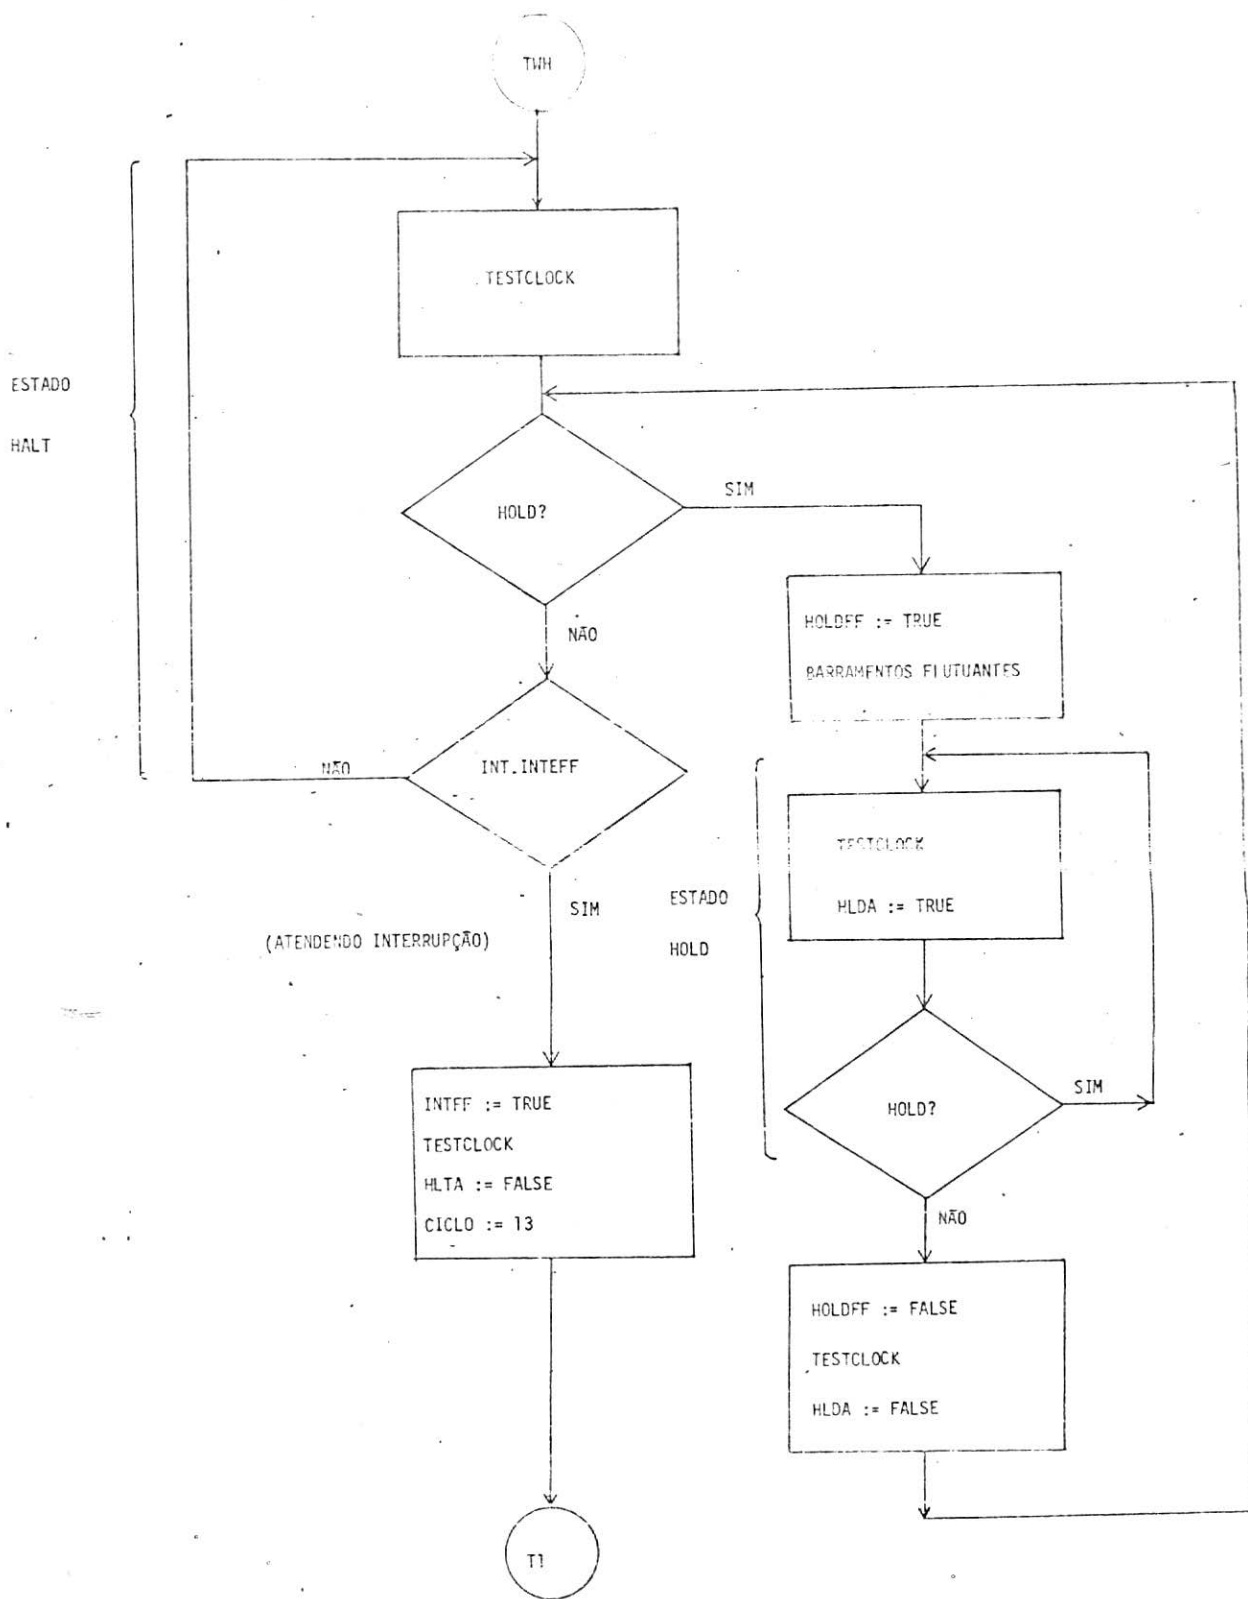 TWH
TESTCLOCK
ESTADO
HALT
HOLD?
SIM
NÃO
HOLDFF := TRUE
BARRAMENTOS FLUTUANTES
INT.INTEFF
NÃO
SIM
(ATENDENDO INTERRUPÇÃO)
ESTADO
HOLD
TESTCLOCK
HLDA := TRUE
HOLD?
SIM
NÃO
INTFF := TRUE
TESTCLOCK
HLTA := FALSE
CICLO := 13
HOLDFF := FALSE
TESTCLOCK
HLDA := FALSE
T1